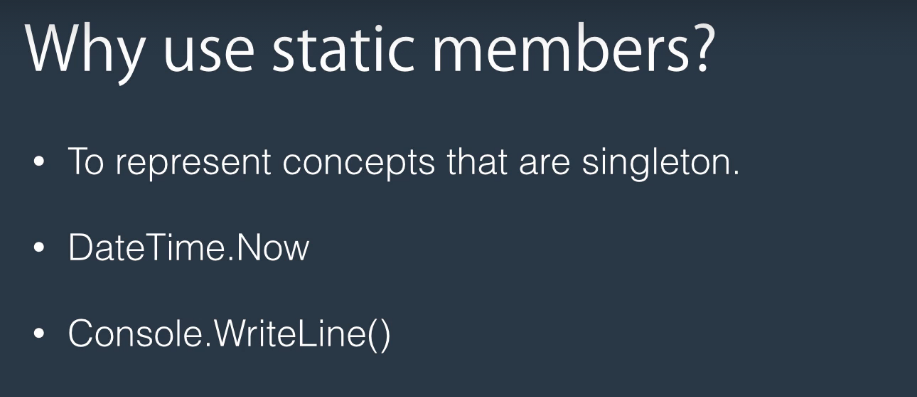 Why use static members?
• To represent concepts that are singleton.
• DateTime.Now
• Console.WriteLine()